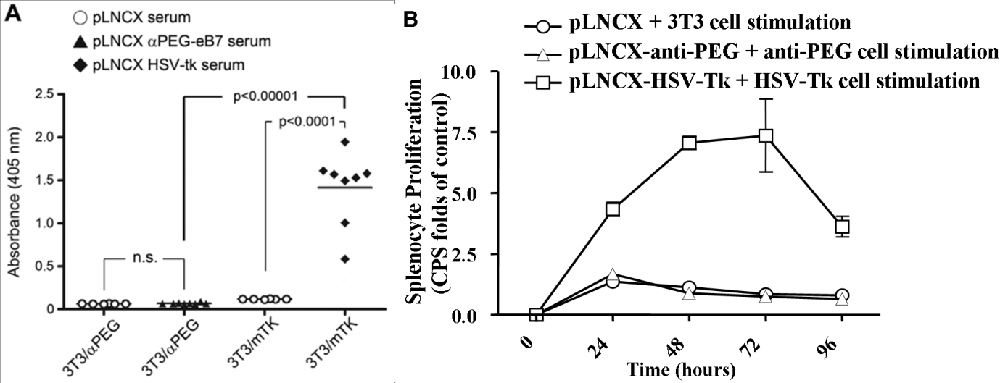 A
pLNCX serum
pLNCX αPEG-eB7 serum
pLNCX HSV-tk serum
Absorbance (405 nm)
2.5
2.0
1.5
1.0
0.5
0
p<0.00001
p<0.0001
n.s.
3T3/αPEG
3T3/αPEG
3T3/mTK
3T3/mTK
B
pLNCX + 3T3 cell stimulation
pLNCX-anti-PEG + anti-PEG cell stimulation
pLNCX-HSV-Tk + HSV-Tk cell stimulation
Splenocyte Proliferation
(CPS folds of control)
10.0
7.5
5.0
2.5
0.0
0
24
48
72
96
Time (hours)